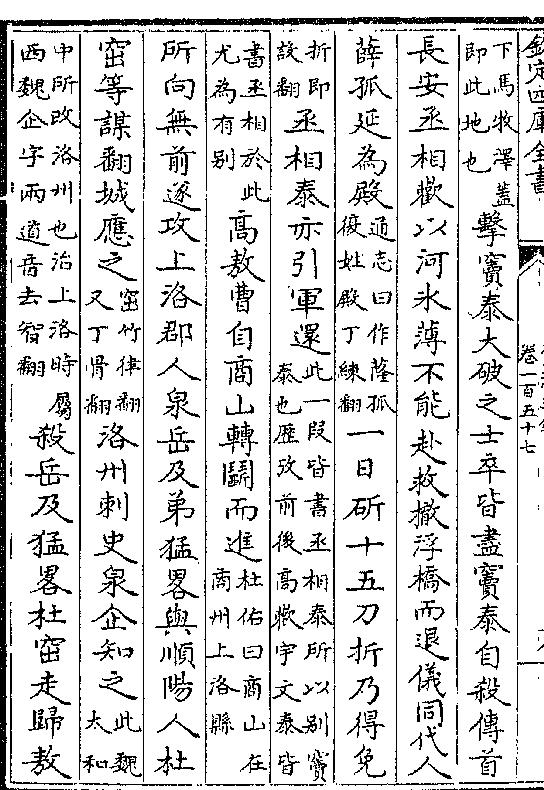 欽定四庫全書
卷一百五十七
下馬牧澤蓋即此地也擊竇泰大破之士卒皆盡竇泰自殺傳首
長安丞相歡以河氷薄不能赴救撤浮橋而退儀同代人
薛孤延為殿通志曰作薩孤復姓殿丁練翻一日斫十五刀折乃得免
折即設翻丞相泰亦引軍還此一段皆書丞相泰所以别竇泰也歴攷前後高歡宇文泰皆
書丞相於此尤為有别高敖曹自商山轉鬭而進杜佑曰商山在商州上洛縣
所向無前遂攻上洛郡人泉岳及弟猛畧與順陽人杜
窋等謀翻城應之窋竹律翻又丁骨翻洛州刺史泉企知之此魏太和
中所改洛州也治上洛時屬西魏企字兩道音去智翻殺岳及猛畧杜窋走歸敖